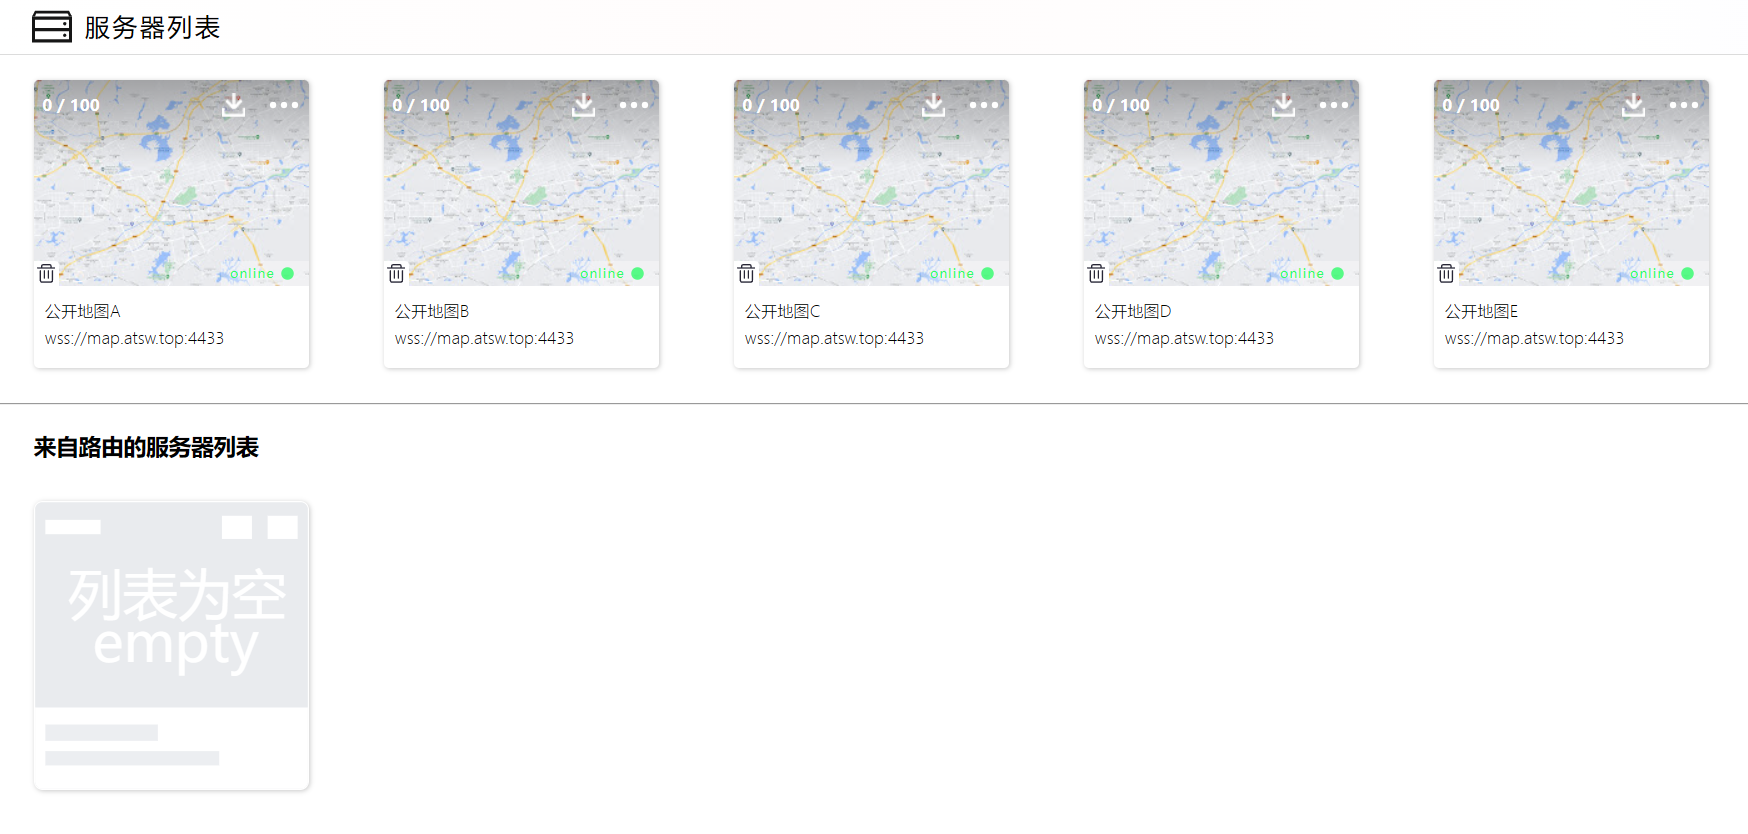 服务器列表
0 / 100
online
公开地图A
wss://map.atsw.top:4433
0 / 100
online
公开地图B
wss://map.atsw.top:4433
0 / 100
online
公开地图C
wss://map.atsw.top:4433
0 / 100
online
公开地图D
wss://map.atsw.top:4433
0 / 100
online
公开地图E
wss://map.atsw.top:4433
来自路由的服务器列表
列表为空
empty